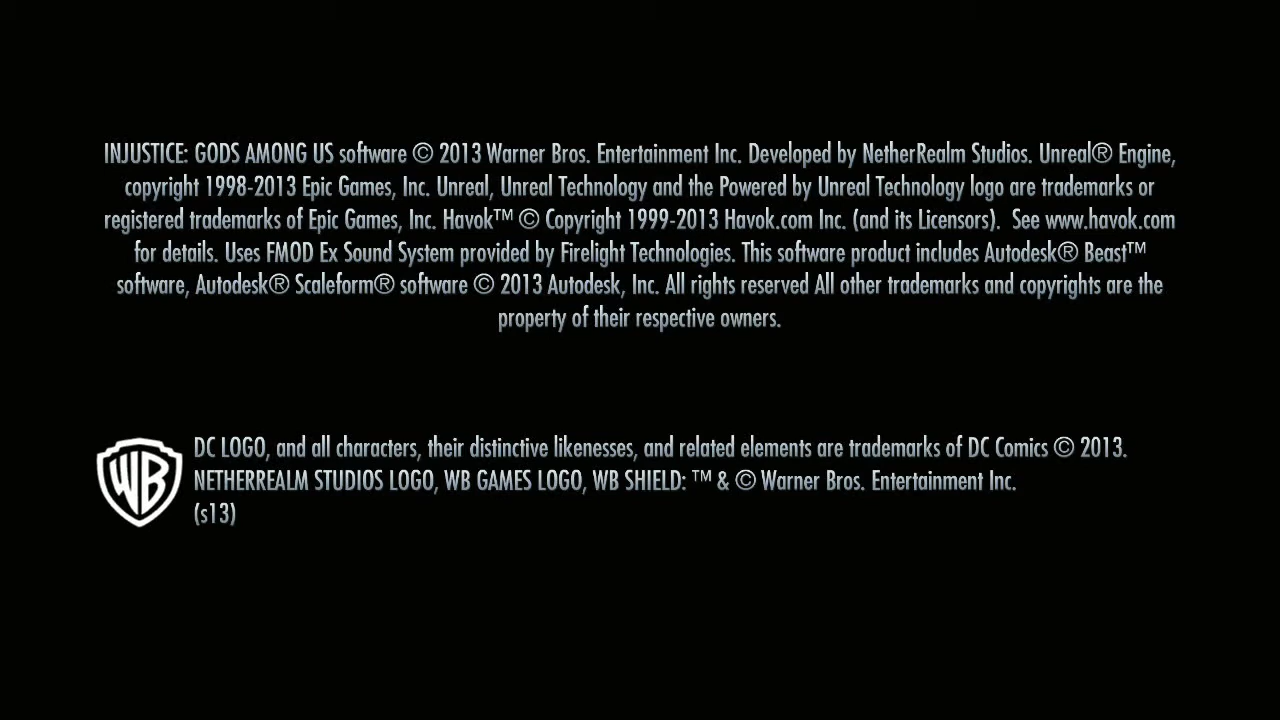 INJUSTICE: GODS AMONG US software © 2013 Warner Bros. Entertainment Inc. Developed by NetherRealm Studios. Unreal® Engine,
copyright 1998-2013 Epic Games, Inc. Unreal, Unreal Technology and the Powered by Unreal Technology logo are trademarks or
registered trademarks of Epic Games, Inc. Havok™ © Copyright 1999-2013 Havok.com Inc. (and its Licensors).  See www.havok.com
for details. Uses FMOD Ex Sound System provided by Firelight Technologies. This software product includes Autodesk® Beast™
software, Autodesk® Scaleform® software © 2013 Autodesk, Inc. All rights reserved All other trademarks and copyrights are the
property of their respective owners.
WB
DC LOGO, and all characters, their distinctive likenesses, and related elements are trademarks of DC Comics © 2013.
NETHERREALM STUDIOS LOGO, WB GAMES LOGO, WB SHIELD: ™ & © Warner Bros. Entertainment Inc.
(s13)